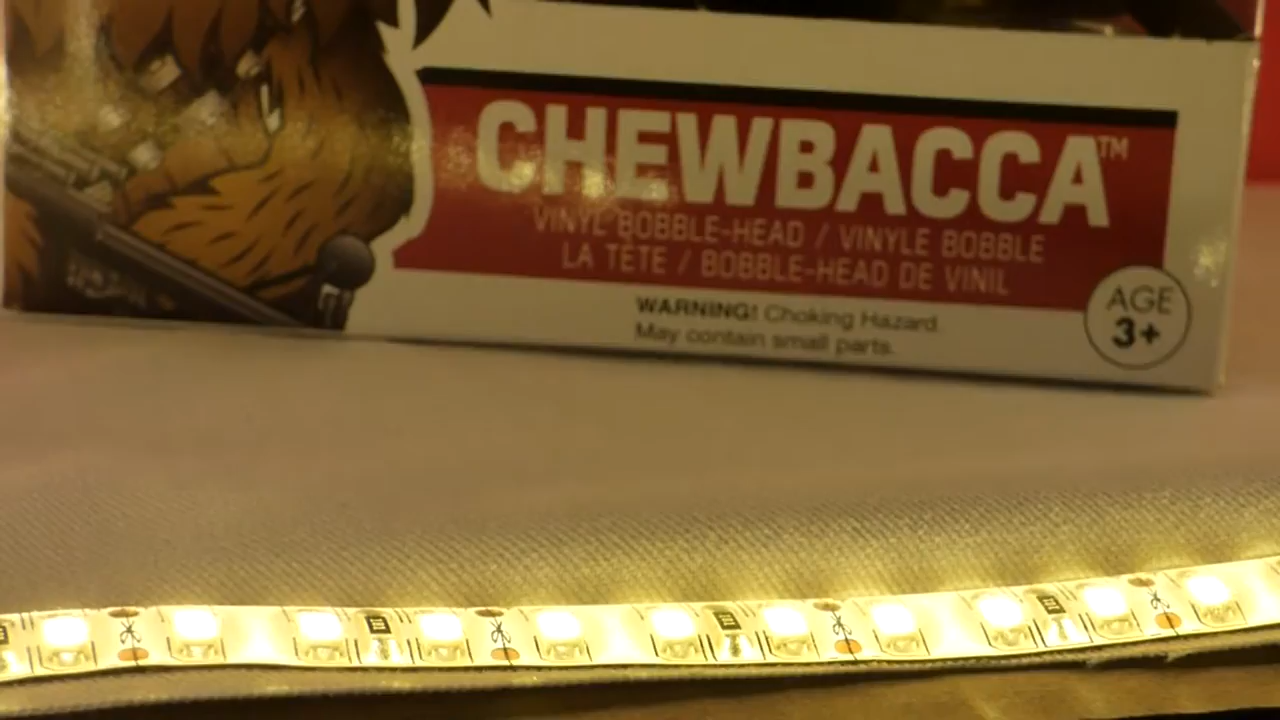 CHEWBACCA™
VINYL BOBBLE-HEAD / VINYLE BOBBLE
LA TÊTE / BOBBLE-HEAD DE VINIL
WARNING! Choking Hazard.
May contain small parts.
AGE
3+